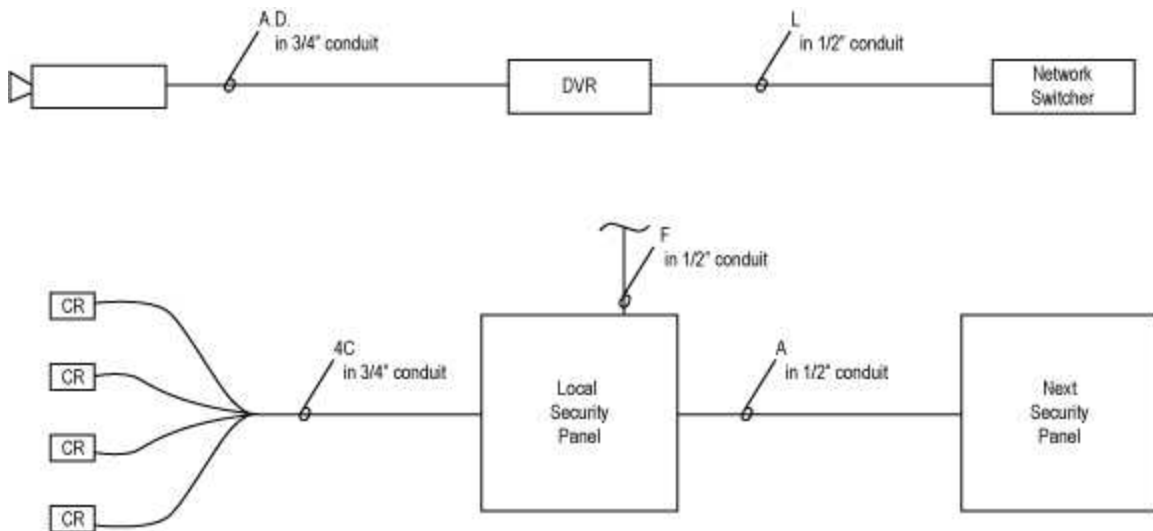 A.D.
in 3/4" conduit
L
in 1/2" conduit
DVR
Network
Switcher
F
in 1/2" conduit
CR
CR
CR
CR
4C
in 3/4" conduit
Local
Security
Panel
A
in 1/2" conduit
Next
Security
Panel